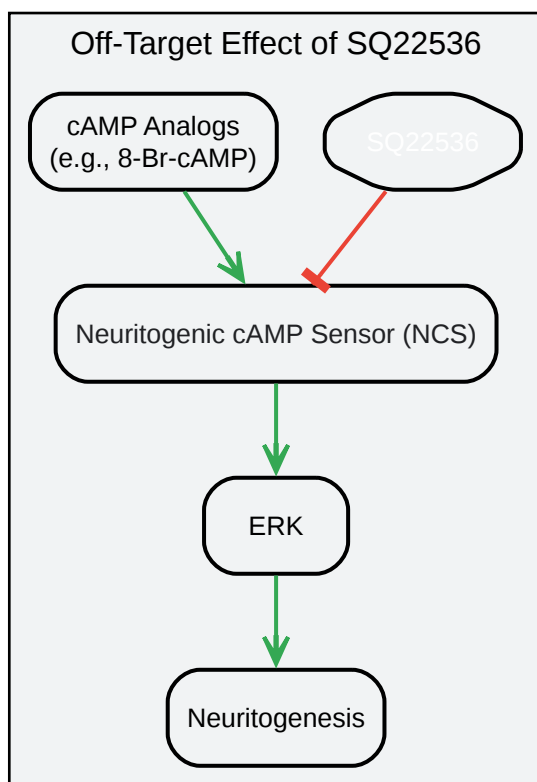 Off-Target Effect of SQ22536
cAMP Analogs
(e.g., 8-Br-cAMP)
SQ22536
Neuritogenic cAMP Sensor (NCS)
ERK
Neuritogenesis